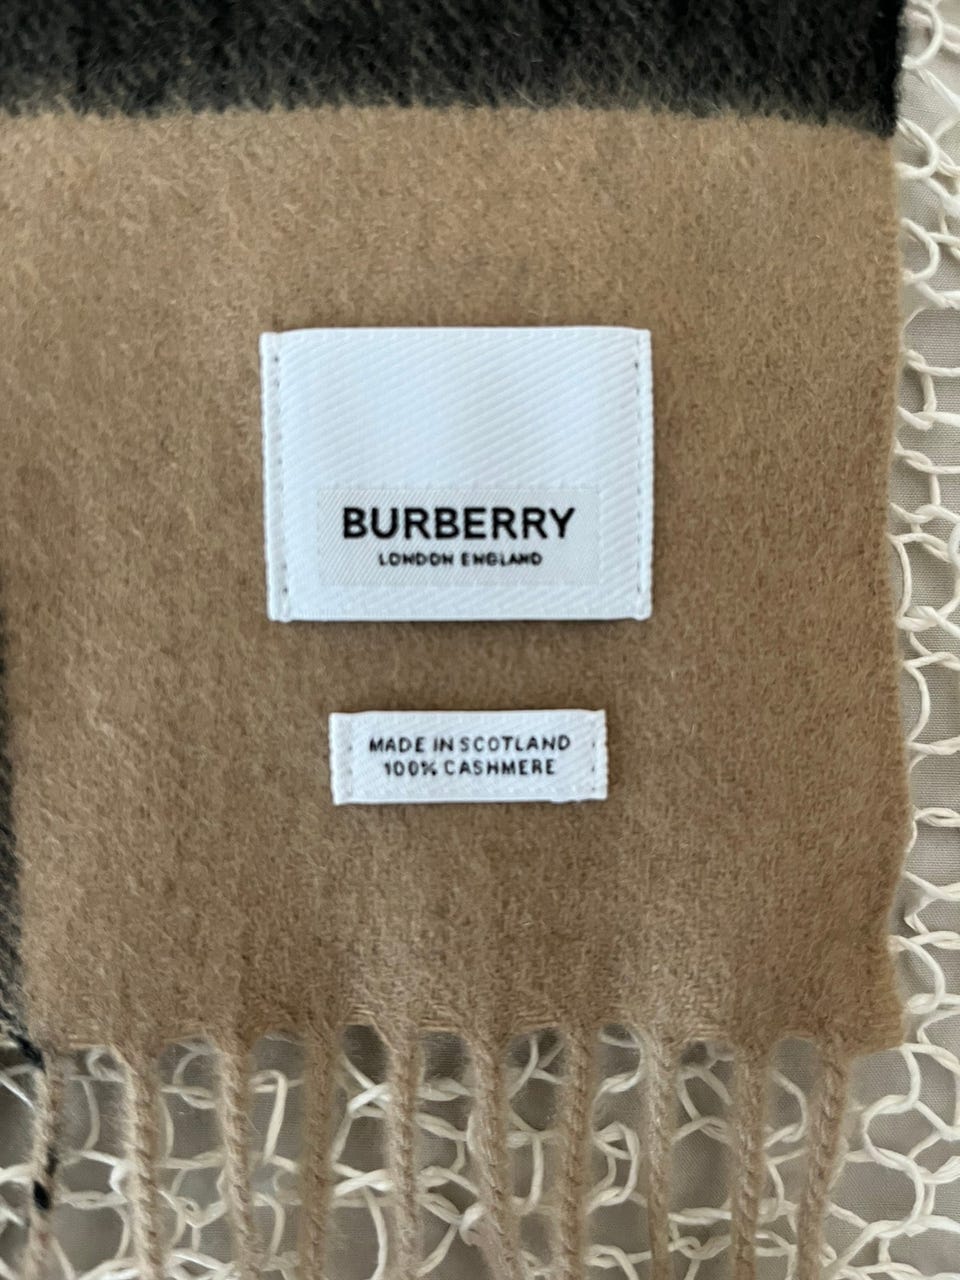 BURBERRY
LONDON ENGLAND
MADE IN SCOTLAND
100% CASHMERE